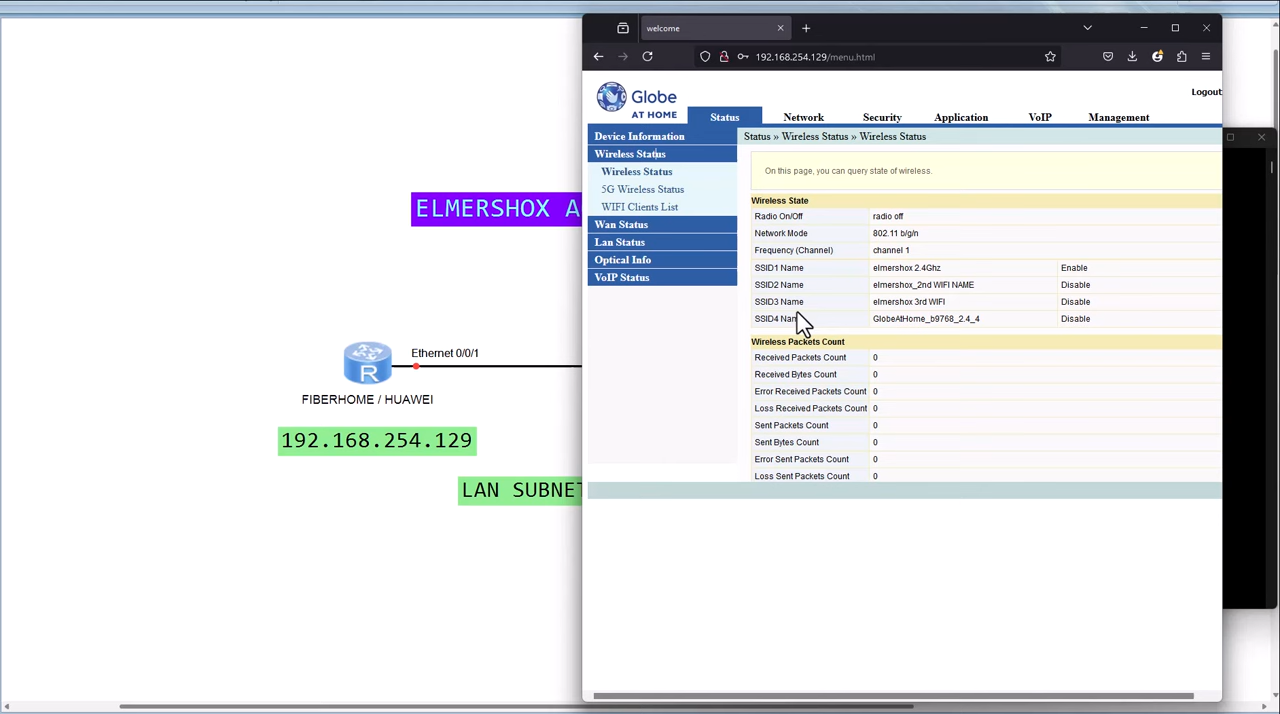 welcome
192.168.254.129/menu.html
Globe
AT HOME
Logout
Status
Network
Security
Application
VoIP
Management
Device Information
Wireless Status
Wireless Status
5G Wireless Status
WIFI Clients List
Wan Status
Lan Status
Optical Info
VoIP Status
Status » Wireless Status » Wireless Status
On this page, you can query state of wireless.
Wireless State
Radio On/Off radio off
Network Mode 802.11 b/g/n
Frequency (Channel) channel 1
SSID1 Name elmershox 2.4Ghz Enable
SSID2 Name elmershox_2nd WIFI NAME Disable
SSID3 Name elmershox 3rd WIFI Disable
SSID4 Name GlobeAtHome_b9768_2.4_4 Disable
Wireless Packets Count
Received Packets Count 0
Received Bytes Count 0
Error Received Packets Count 0
Loss Received Packets Count 0
Sent Packets Count 0
Sent Bytes Count 0
Error Sent Packets Count 0
Loss Sent Packets Count 0
ELMERSHOX A
Ethernet 0/0/1
R
FIBERHOME / HUAWEI
192.168.254.129
LAN SUBNET